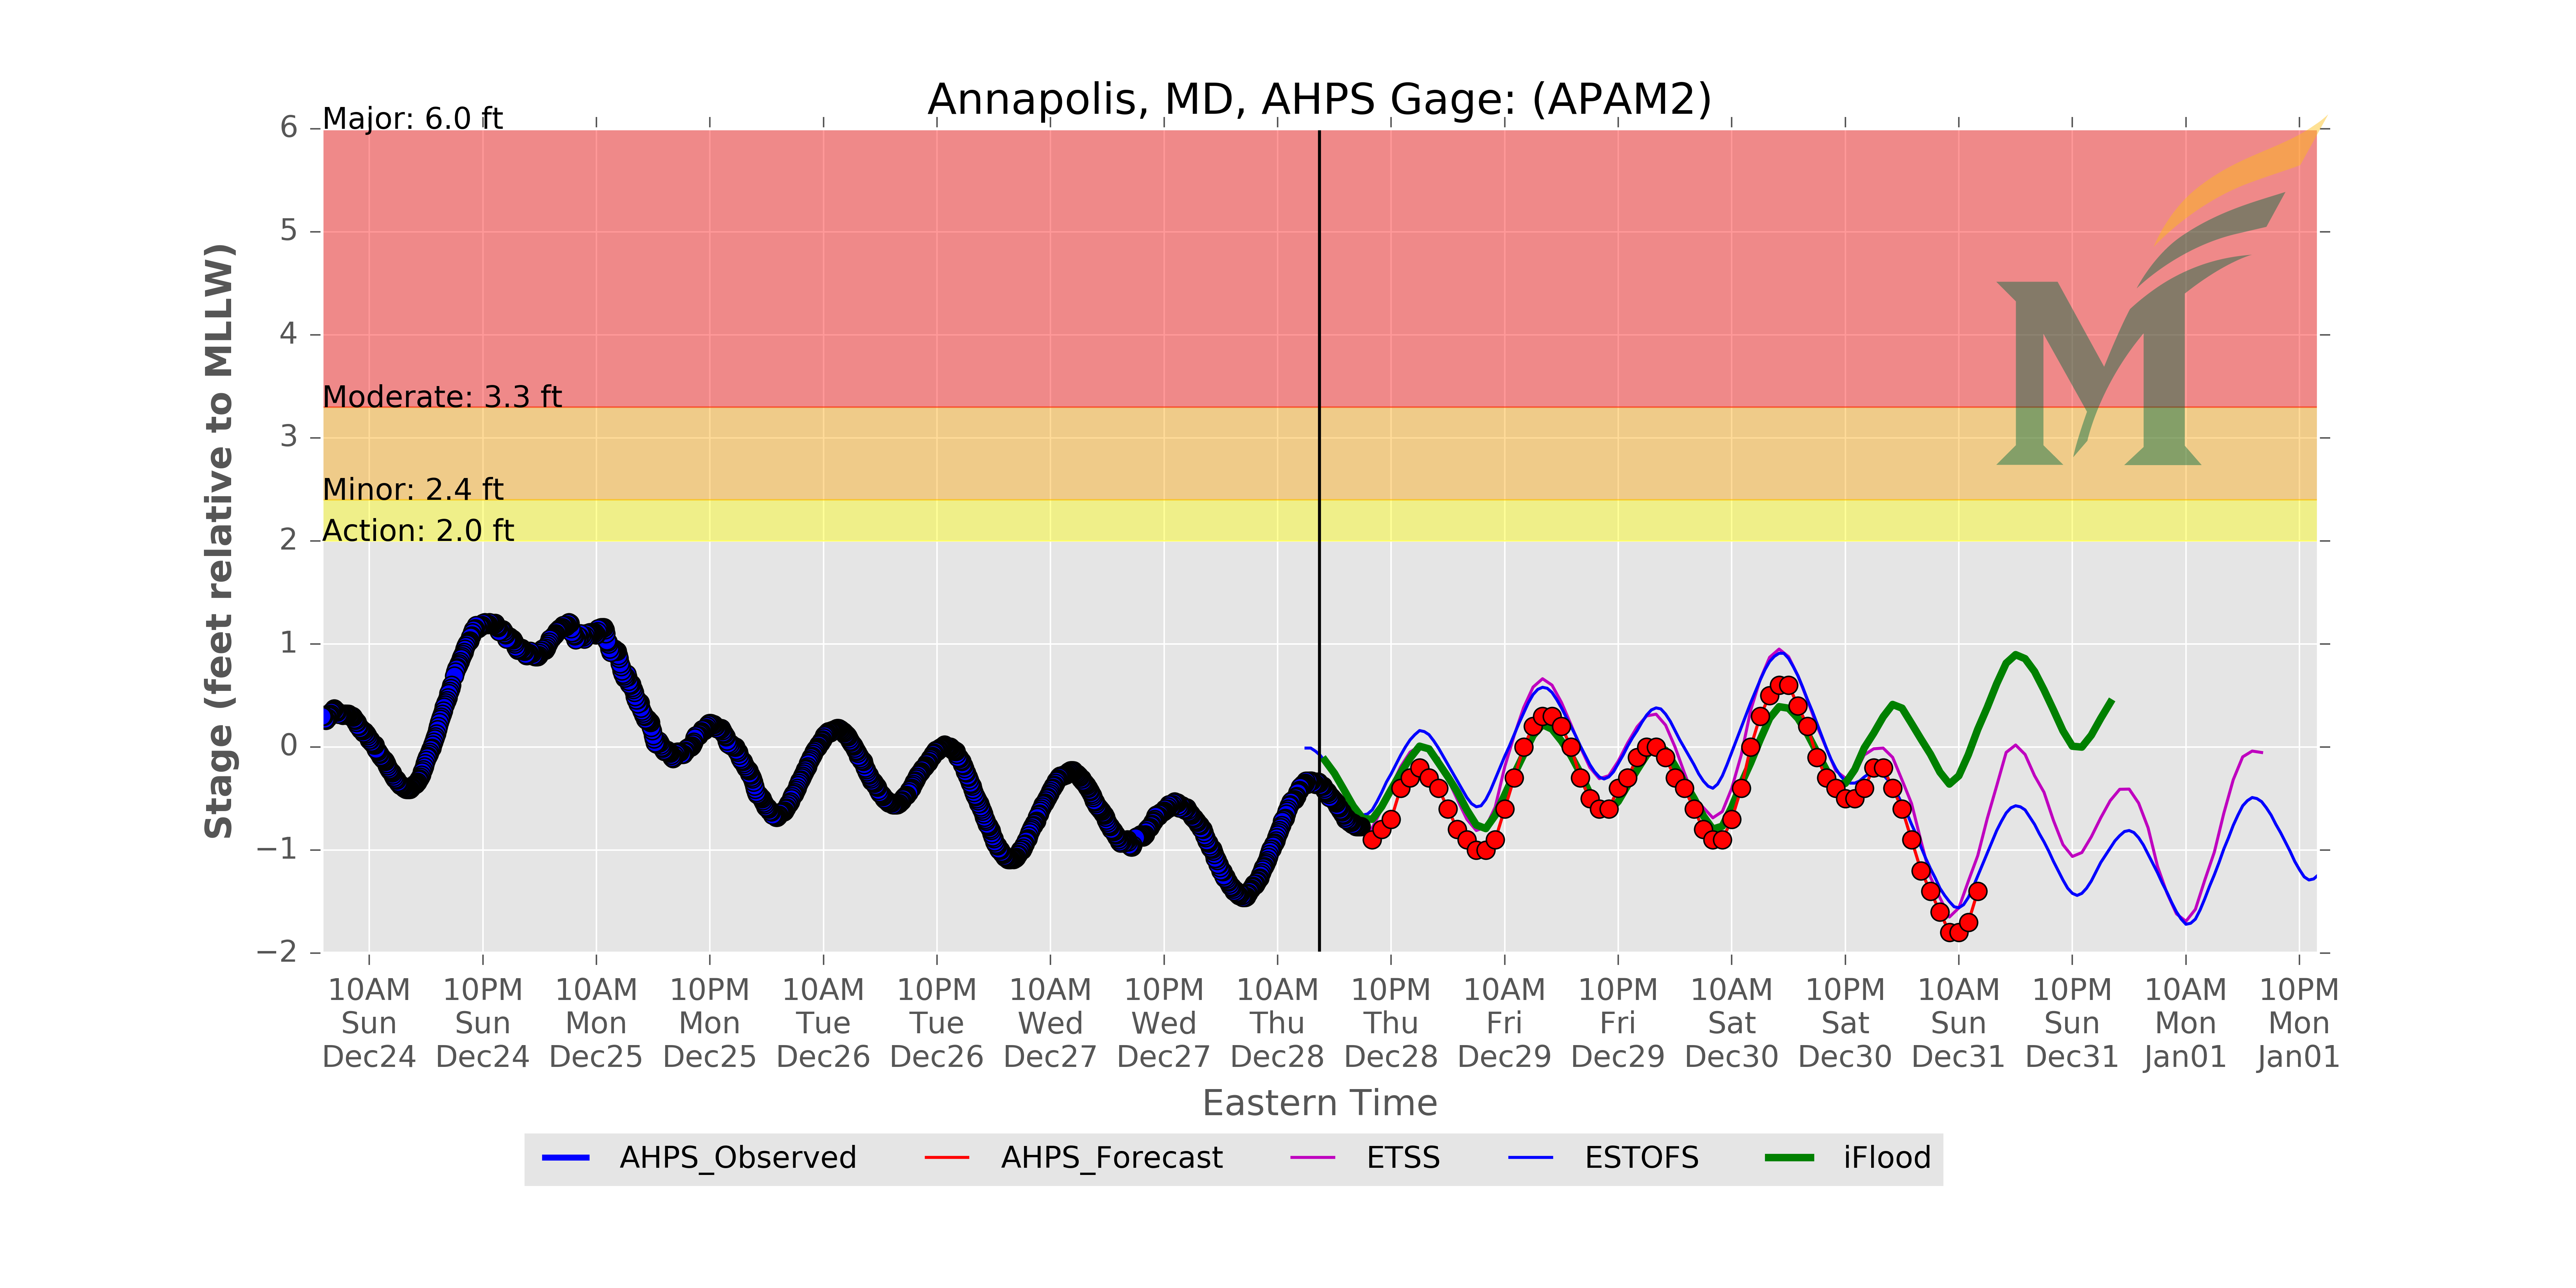 Annapolis, MD, AHPS Gage: (APAM2)
Major: 6.0 ft
Moderate: 3.3 ft
Minor: 2.4 ft
Action: 2.0 ft
6
5
4
3
2
1
0
−1
−2
Stage (feet relative to MLLW)
10AM 10PM 10AM 10PM 10AM 10PM 10AM 10PM 10AM 10PM 10AM 10PM 10AM 10PM 10AM 10PM 10AM 10PM
Sun Sun Mon Mon Tue Tue Wed Wed Thu Thu Fri Fri Sat Sat Sun Sun Mon Mon
Dec24 Dec24 Dec25 Dec25 Dec26 Dec26 Dec27 Dec27 Dec28 Dec28 Dec29 Dec29 Dec30 Dec30 Dec31 Dec31 Jan01 Jan01
Eastern Time
AHPS_Observed AHPS_Forecast ETSS ESTOFS iFlood
M